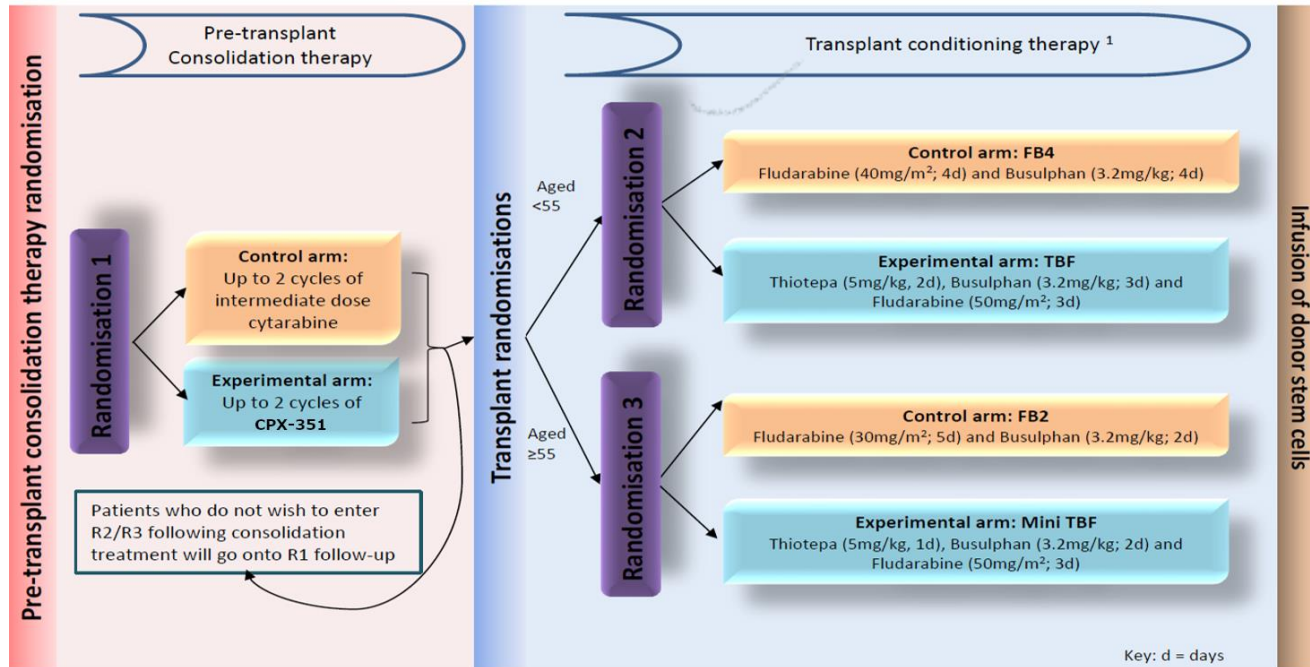 Pre-transplant consolidation therapy randomisation
Pre-transplant
Consolidation therapy
Randomisation 1
Control arm:
Up to 2 cycles of
intermediate dose
cytarabine
Experimental arm:
Up to 2 cycles of
CPX-351
Patients who do not wish to enter
R2/R3 following consolidation
treatment will go onto R1 follow-up
Transplant randomisations
Transplant conditioning therapy ¹
Aged
<55
Randomisation 2
Control arm: FB4
Fludarabine (40mg/m²; 4d) and Busulphan (3.2mg/kg; 4d)
Experimental arm: TBF
Thiotepa (5mg/kg, 2d), Busulphan (3.2mg/kg; 3d) and
Fludarabine (50mg/m²; 3d)
Aged
≥55
Randomisation 3
Control arm: FB2
Fludarabine (30mg/m²; 5d) and Busulphan (3.2mg/kg; 2d)
Experimental arm: Mini TBF
Thiotepa (5mg/kg, 1d), Busulphan (3.2mg/kg; 2d) and
Fludarabine (50mg/m²; 3d)
Key: d = days
Infusion of donor stem cells